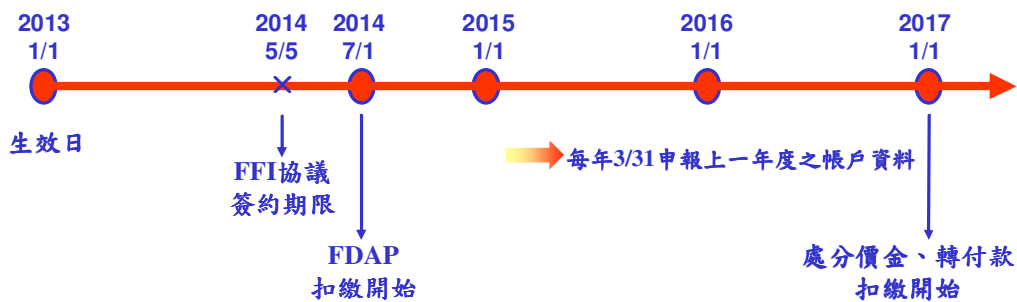 2013
1/1
2014
5/5
2014
7/1
2015
1/1
2016
1/1
2017
1/1
生效日
FFI協議
簽約期限
FDAP
扣繳開始
每年3/31申報上一年度之帳戶資料
處分價金、轉付款
扣繳開始